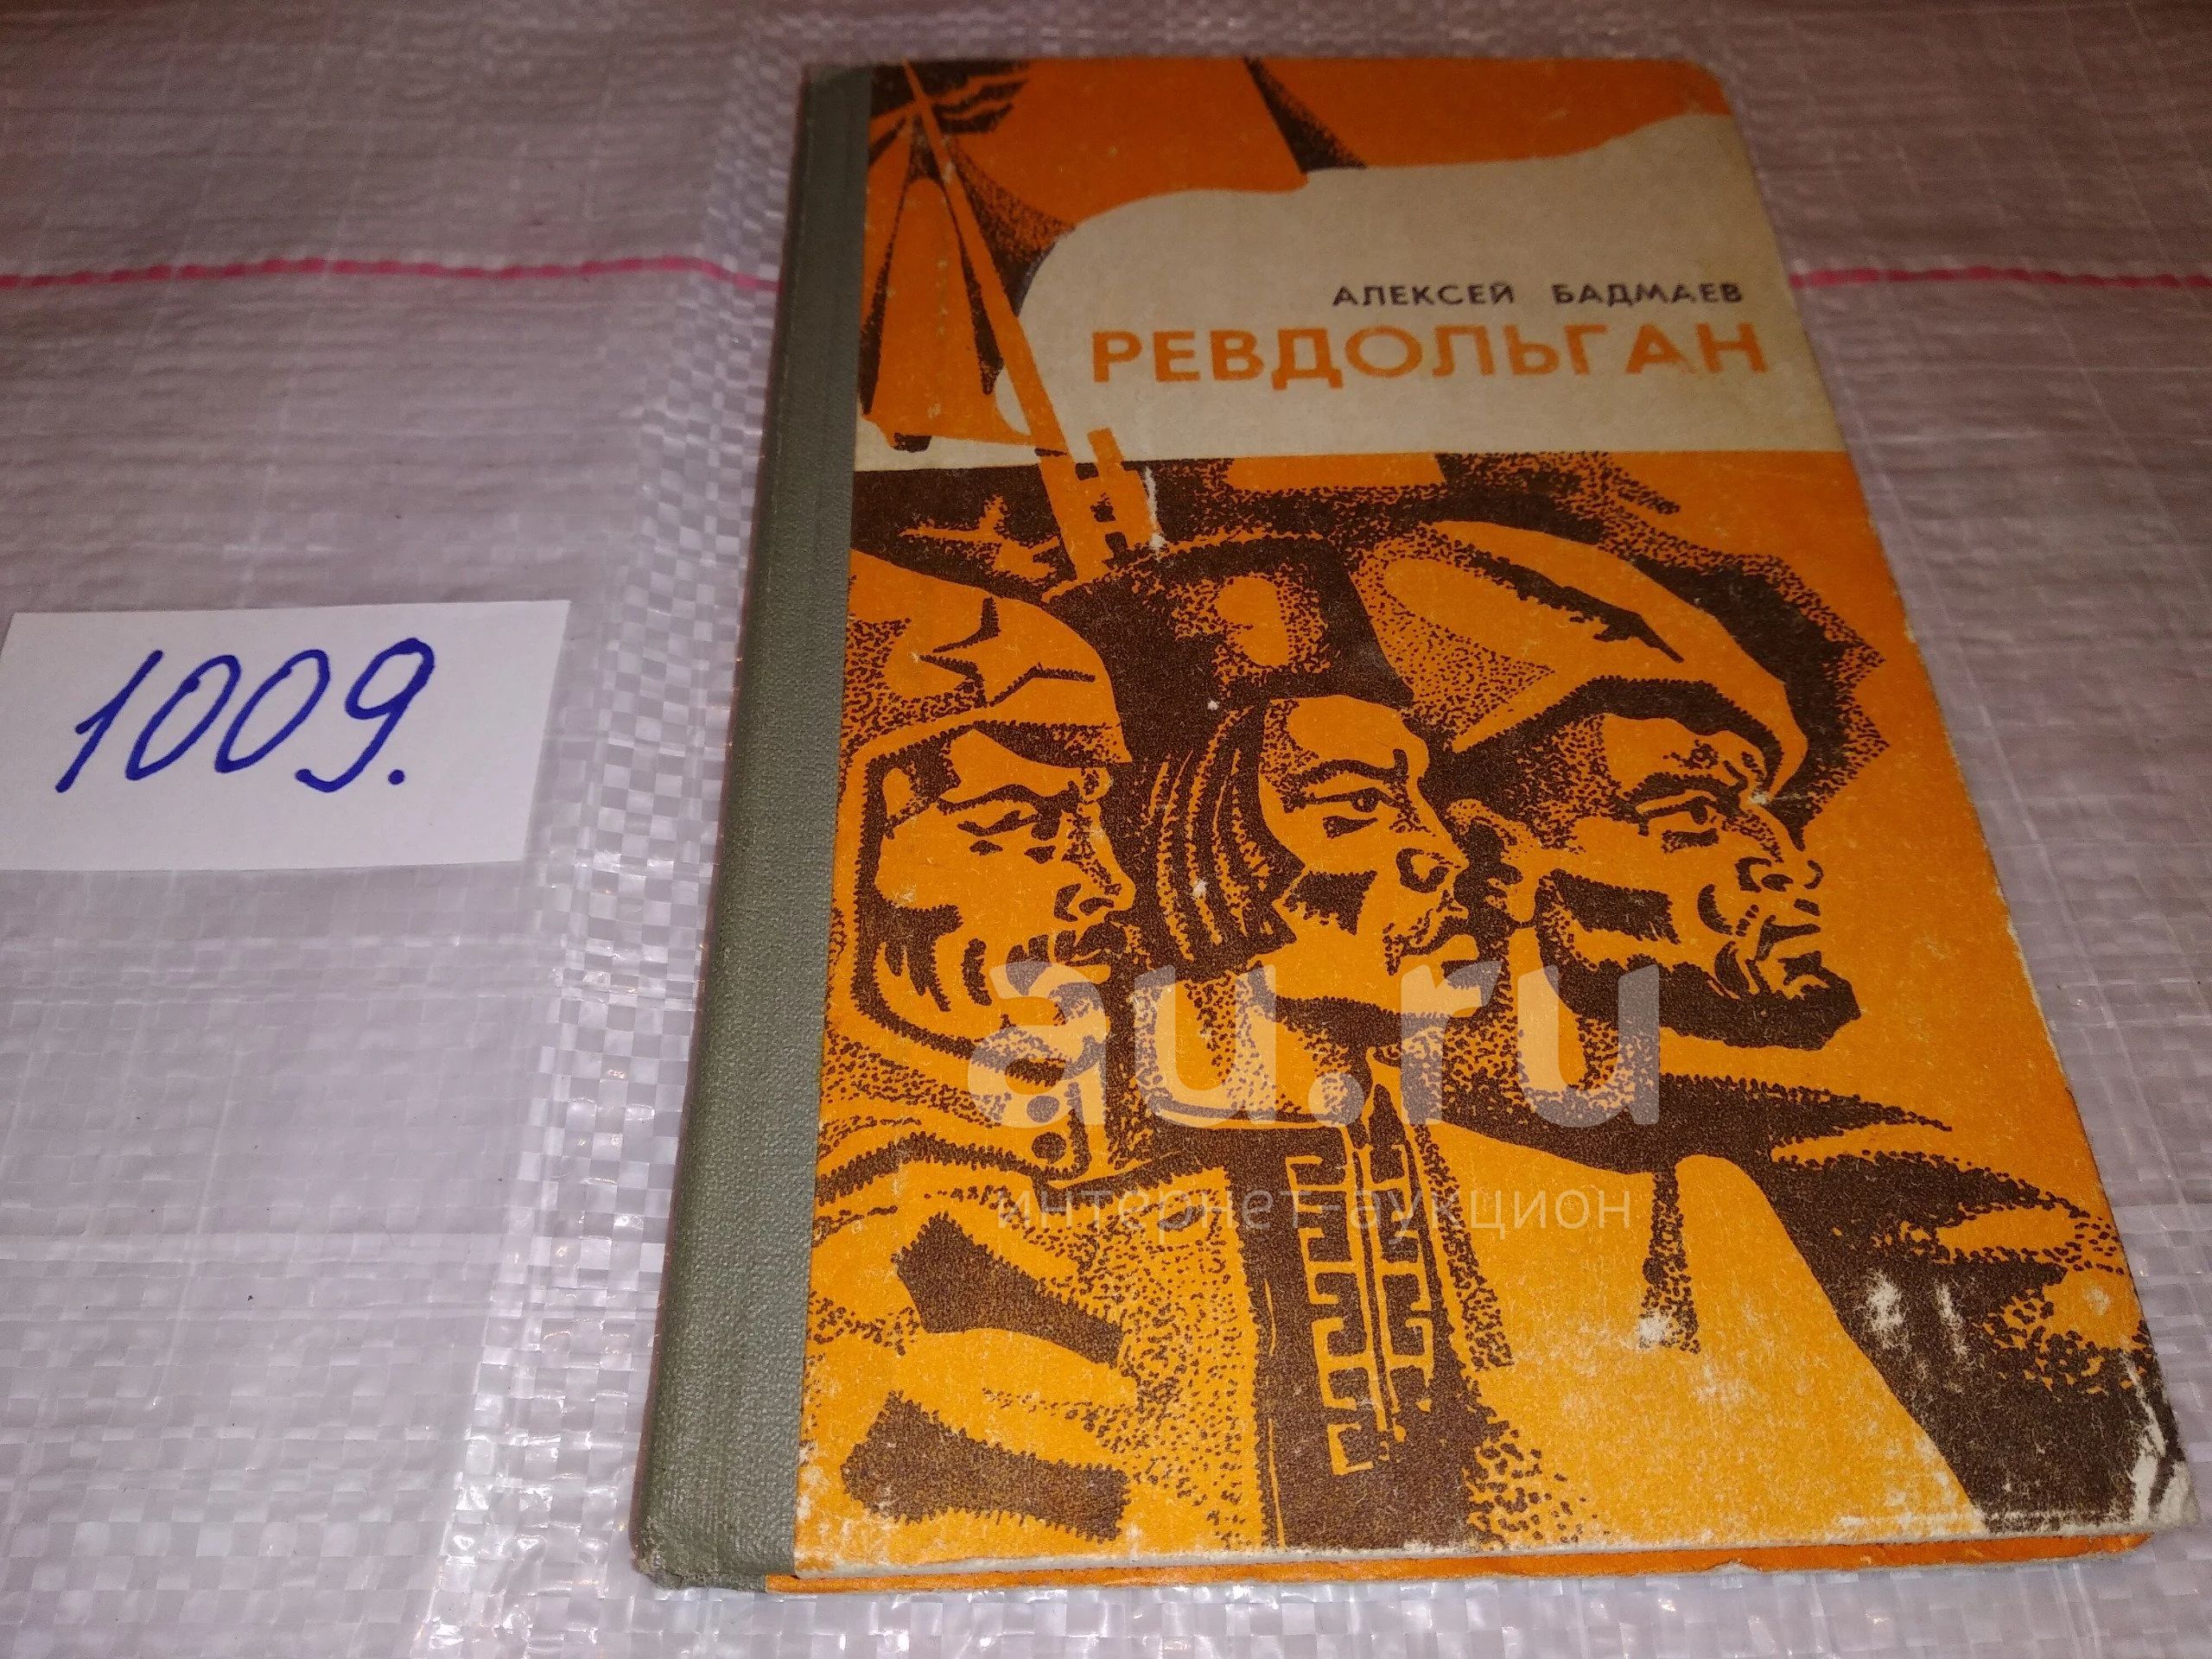 АЛЕКСЕЙ БАДМАЕВ
РЕВДОЛЬГАН
1009.
au.ru
интернет-аукцион